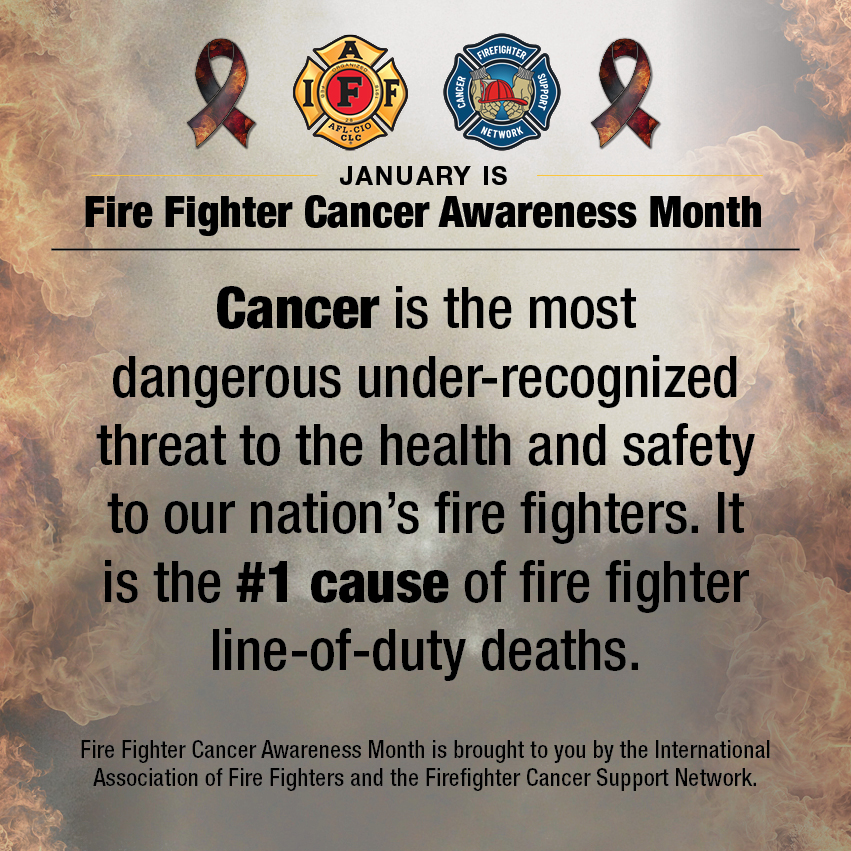 A
ORGANIZED
I F F
AFL-CIO
CLC
FIREFIGHTER
CANCER
SUPPORT
NETWORK
JANUARY IS
Fire Fighter Cancer Awareness Month
Cancer is the most
dangerous under-recognized
threat to the health and safety
to our nation’s fire fighters. It
is the #1 cause of fire fighter
line-of-duty deaths.
Fire Fighter Cancer Awareness Month is brought to you by the International
Association of Fire Fighters and the Firefighter Cancer Support Network.